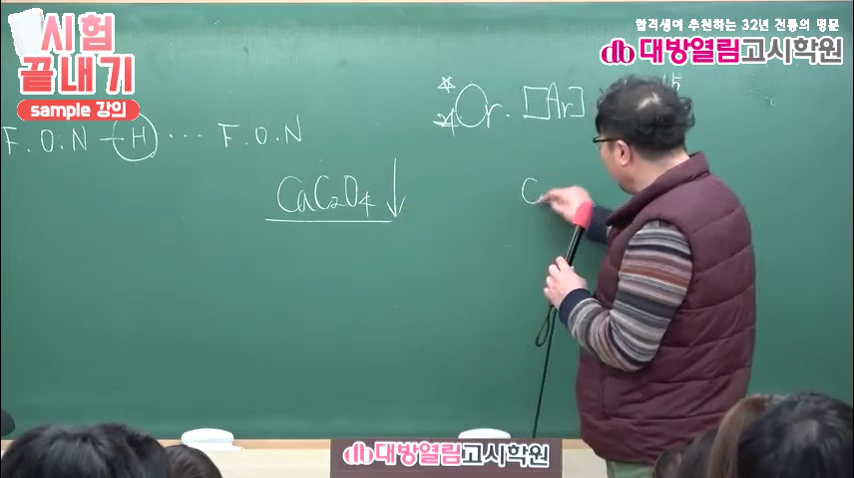 시험
끝내기
sample 강의
합격생이 추천하는 32년 전통의 명문
대방열림고시학원
F.O.N - H ··· F.O.N
CaC₂O₄↓
Cr. [Ar]
C
대방열림고시학원